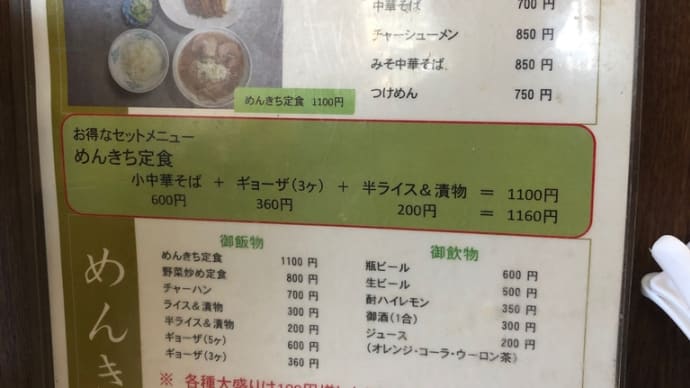 中華そば 700 円
チャーシューメン 850 円
みそ中華そば 850 円
つけめん 750 円
めんきち定食 1100円
お得なセットメニュー
めんきち定食
小中華そば + ギョーザ(3ヶ) + 半ライス&漬物 = 1100円
600円 360円 200円 = 1160円
御飯物
めんきち定食 1100 円
野菜炒め定食 800 円
チャーハン 700 円
ライス&漬物 300 円
半ライス&漬物 200 円
ギョーザ(5ヶ) 600 円
ギョーザ(3ヶ) 360 円
御飲物
瓶ビール 600 円
生ビール 500 円
酎ハイレモン 350 円
御酒(1合) 300 円
ジュース 200 円
(オレンジ・コーラ・ウーロン茶)
めんき
※ 各種大盛りは100円増し